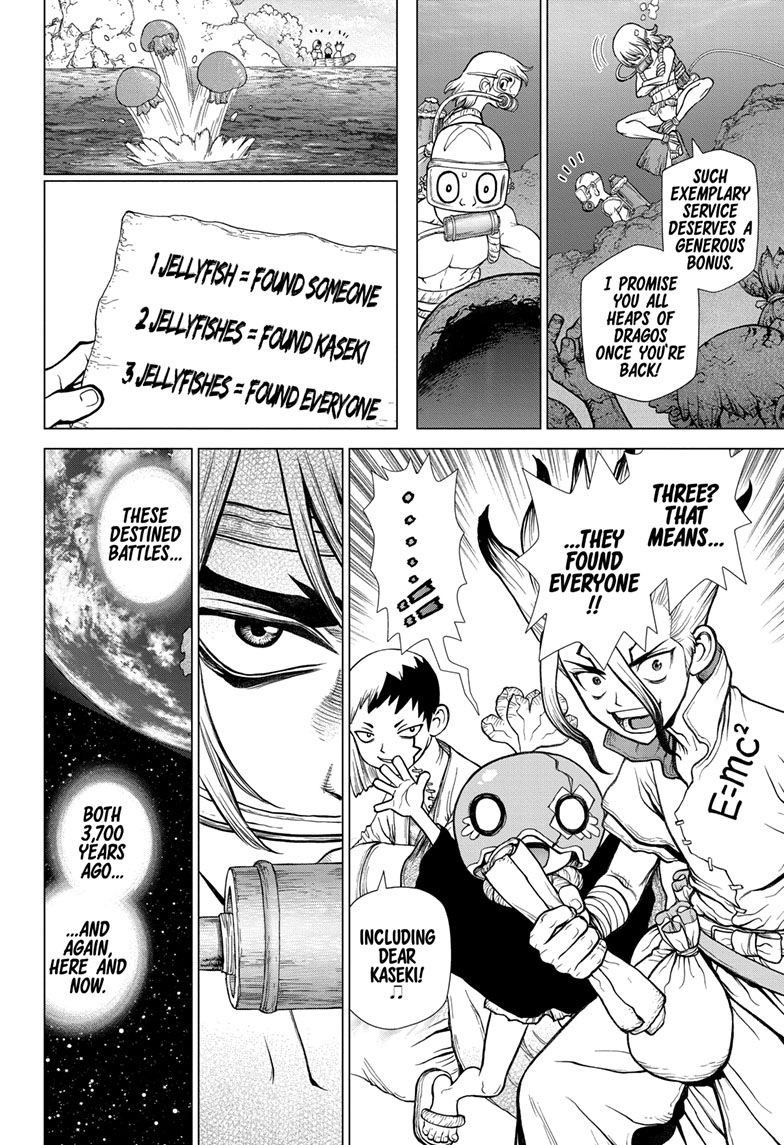 SUCH
EXEMPLARY
SERVICE
DESERVES A
GENEROUS
BONUS.
I PROMISE
YOU ALL
HEAPS OF
DRAGOS
ONCE YOU'RE
BACK!
1 JELLYFISH = FOUND SOMEONE
2 JELLYFISHES = FOUND KASEKI
3 JELLYFISHES = FOUND EVERYONE
THREE?
THAT
MEANS...
...THEY
FOUND
EVERYONE
!!
...!!
E=mc²
INCLUDING
DEAR
KASEKI!
♫
THESE
DESTINED
BATTLES...
BOTH
3,700
YEARS
AGO...
...AND
AGAIN,
HERE AND
NOW.